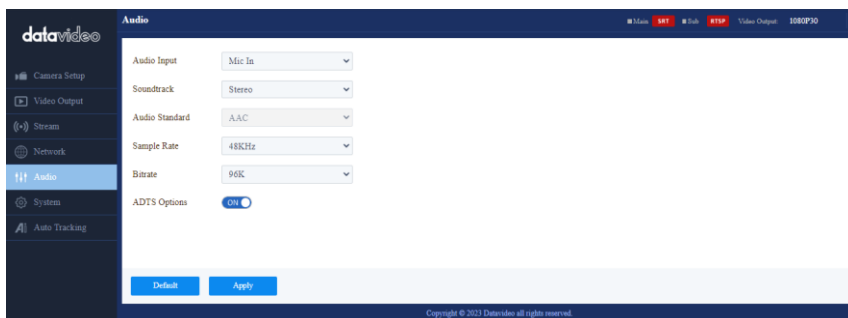 datavideo
Audio
Main SRT Sub RTSP Video Output: 1080P30
Camera Setup
Video Output
Stream
Network
Audio
System
Auto Tracking
Audio Input Mic In
Soundtrack Stereo
Audio Standard AAC
Sample Rate 48KHz
Bitrate 96K
ADTS Options ON
Default Apply
Copyright © 2023 Datavideo all rights reserved.